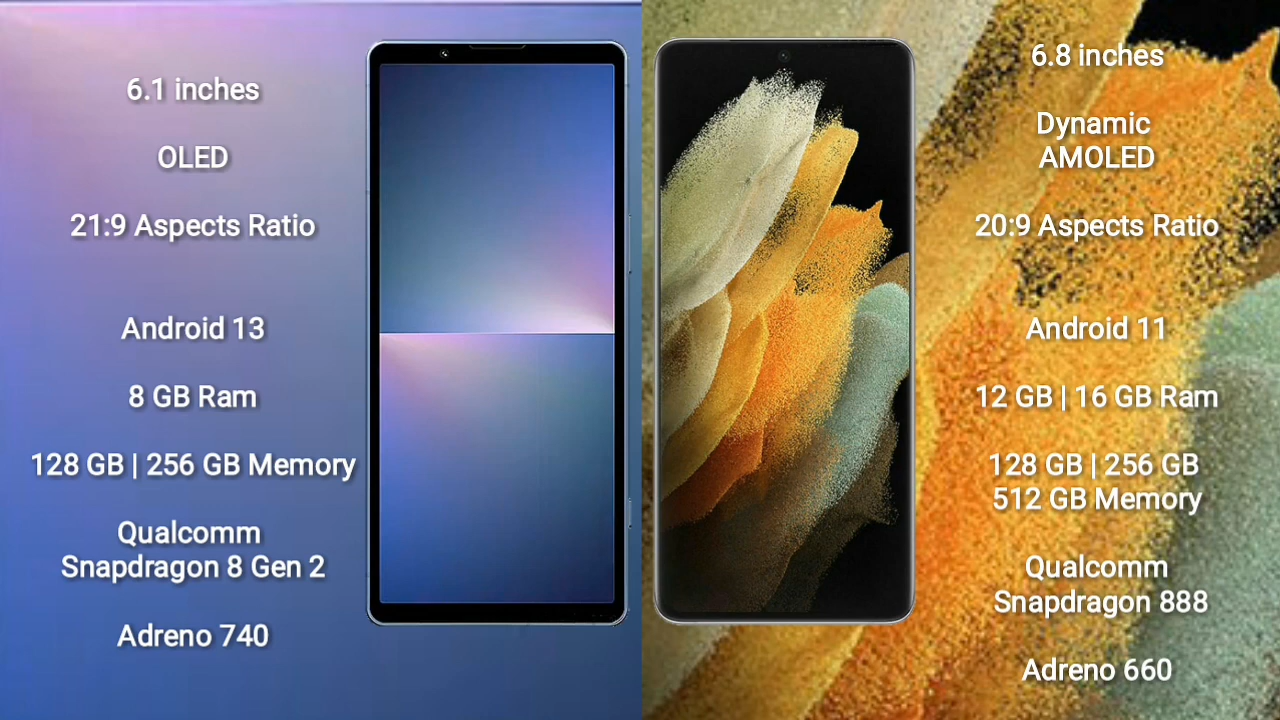 6.1 inches
OLED
21:9 Aspects Ratio
Android 13
8 GB Ram
128 GB | 256 GB Memory
Qualcomm
Snapdragon 8 Gen 2
Adreno 740
6.8 inches
Dynamic
AMOLED
20:9 Aspects Ratio
Android 11
12 GB | 16 GB Ram
128 GB | 256 GB
512 GB Memory
Qualcomm
Snapdragon 888
Adreno 660